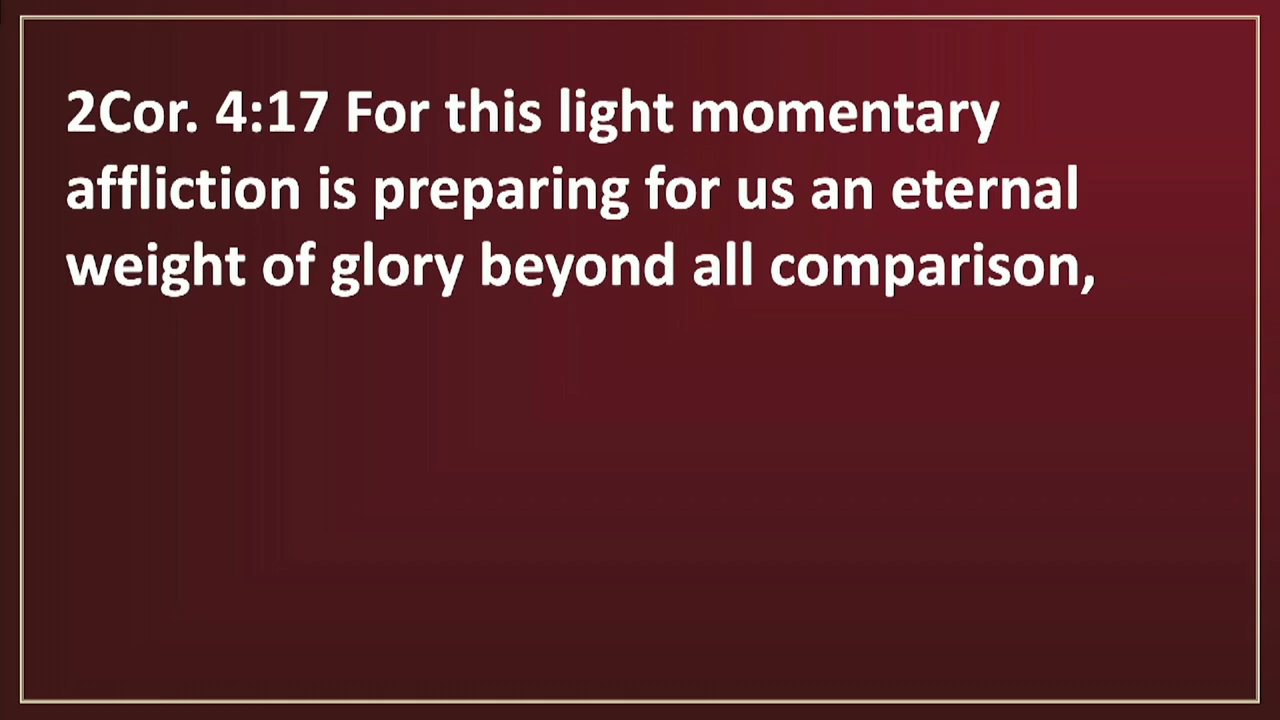 2Cor. 4:17 For this light momentary
affliction is preparing for us an eternal
weight of glory beyond all comparison,